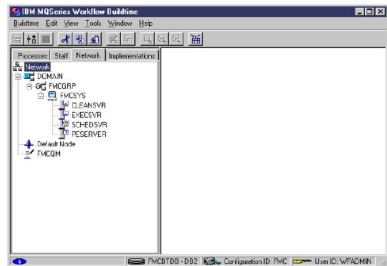 IBM MQSeries Workflow Buildtime
Buildtime Edit View Tools Window Help
Processes Staff Network Implementations
Network
DOMAIN
FMCGRP
FMCSYS
CLEANSVR
EXECSVR
SCHEDSVR
PESERVER
Default Node
FMCQM
FMCBTDB - DB2 Configuration ID: FMC User ID: WFADMIN